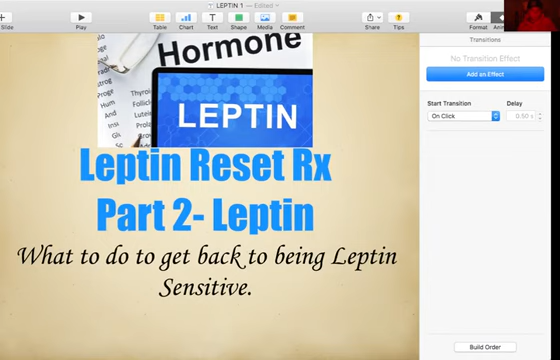 LEPTIN 1 — Edited
Slide
Play
Table
Chart
Text
Shape
Media
Comment
Share
Tips
Format
Transitions
No Transition Effect
Add an Effect
Start Transition
Delay
On Click
0.50 s
Hormone
LEPTIN
Leptin Reset Rx
Part 2- Leptin
What to do to get back to being Leptin
Sensitive.
Build Order